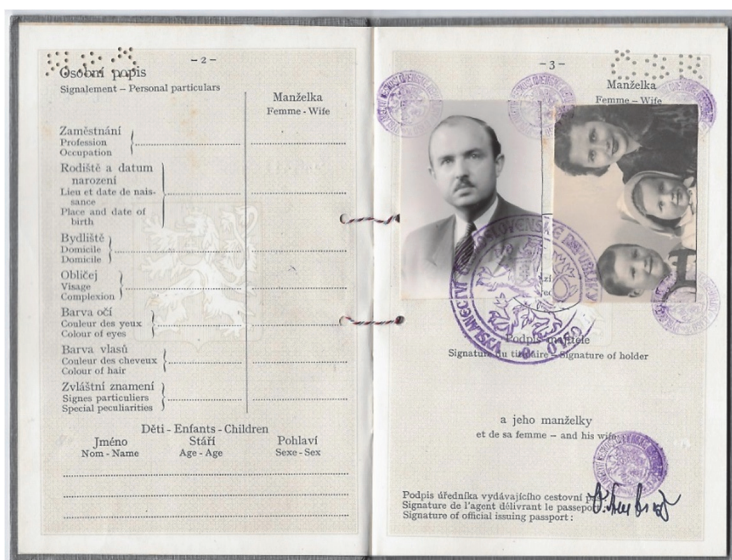 - 2 -
Osobní popis
Signalement – Personal particulars
Manželka
Femme - Wife
Zaměstnání
Profession
Occupation
Rodiště a datum
narození
Lieu et date de nais-
sance
Place and date of
birth
Bydliště
Domicile
Domicile
Obličej
Visage
Complexion
Barva očí
Couleur des yeux
Colour of eyes
Barva vlasů
Couleur des cheveux
Colour of hair
Zvláštní znamení
Signes particuliers
Special peculiarities
Děti - Enfants - Children
Jméno
Nom - Name
Stáří
Age - Age
Pohlaví
Sexe - Sex
- 3 -
Manželka
Femme – Wife
Podpis majitele
Signature du titulaire – Signature of holder
a jeho manželky
et de sa femme – and his wife
Podpis úředníka vydávajícího cestovní
Signature de l'agent délivrant le passeport
Signature of official issuing passport :